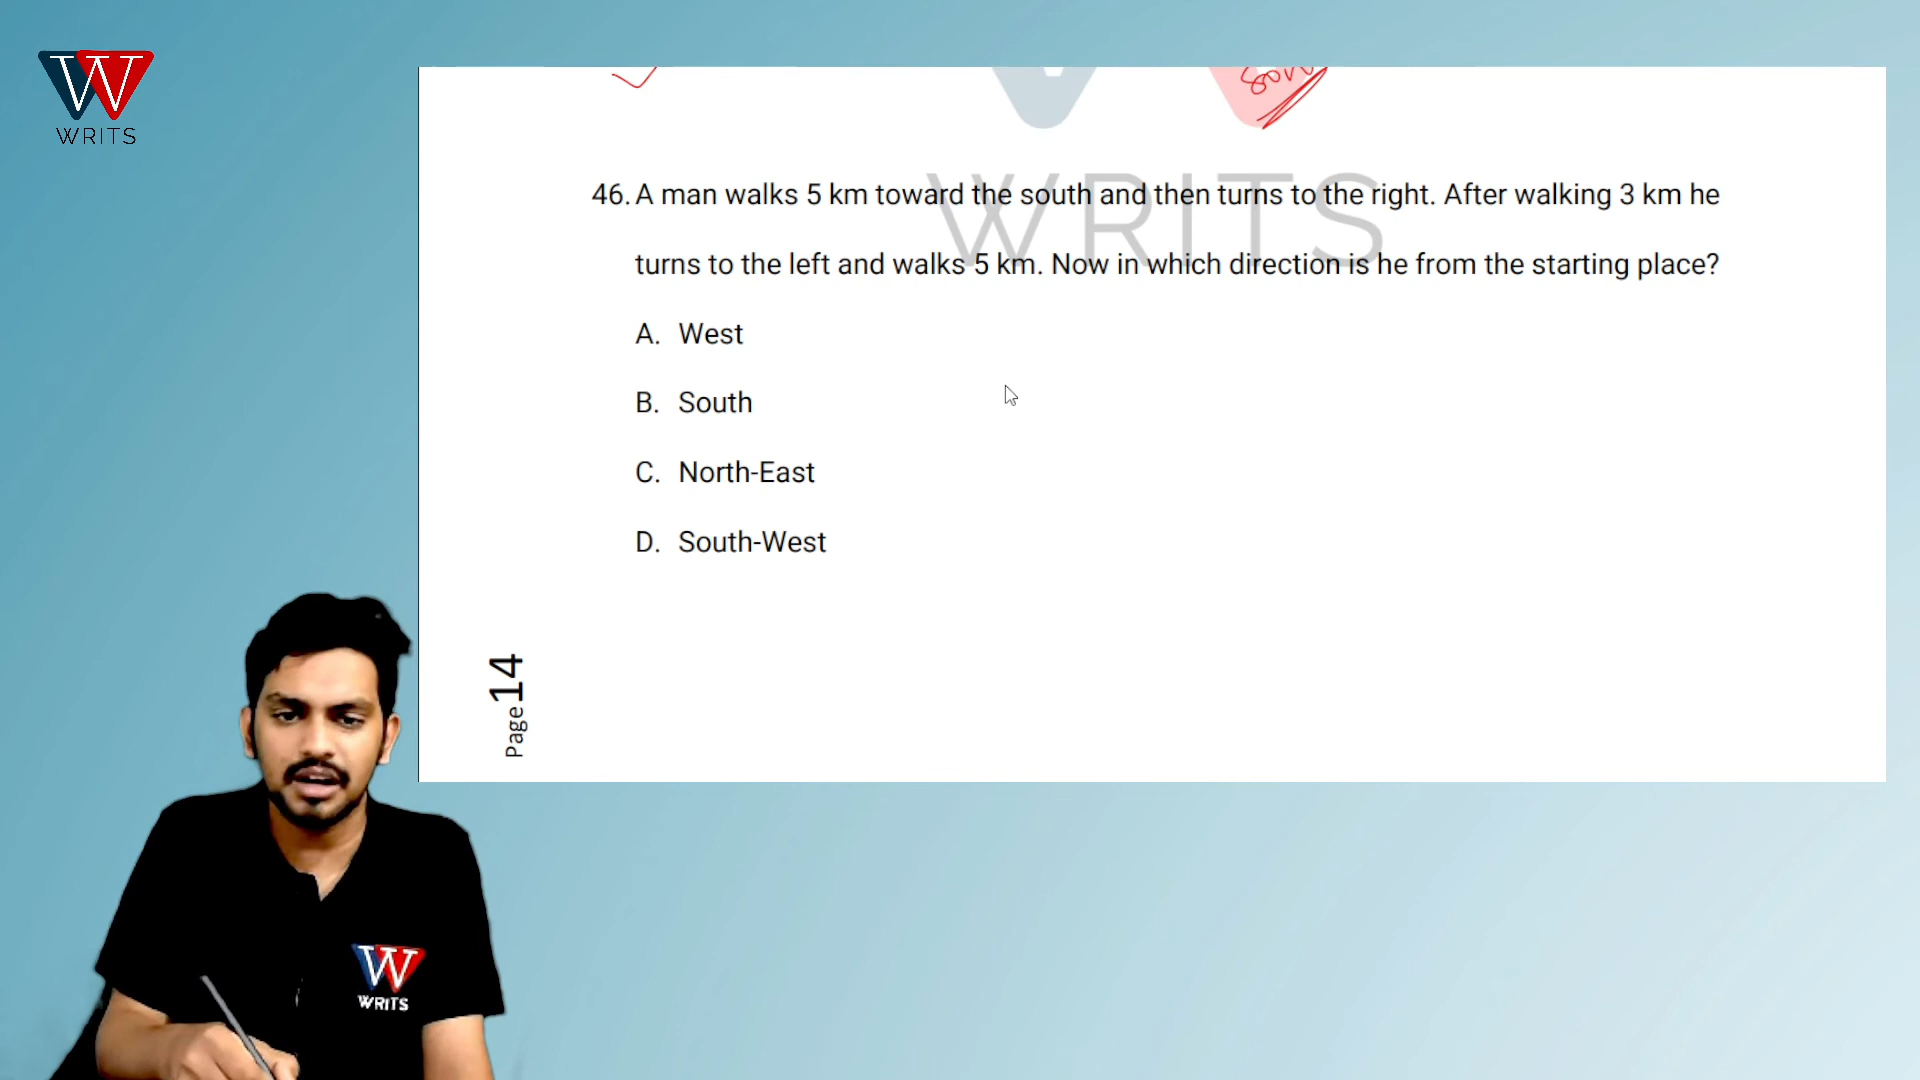 W
WRITS
son
WRITS
46. A man walks 5 km toward the south and then turns to the right. After walking 3 km he
turns to the left and walks 5 km. Now in which direction is he from the starting place?
A. West
B. South
C. North-East
D. South-West
Page 14
W
WRITS